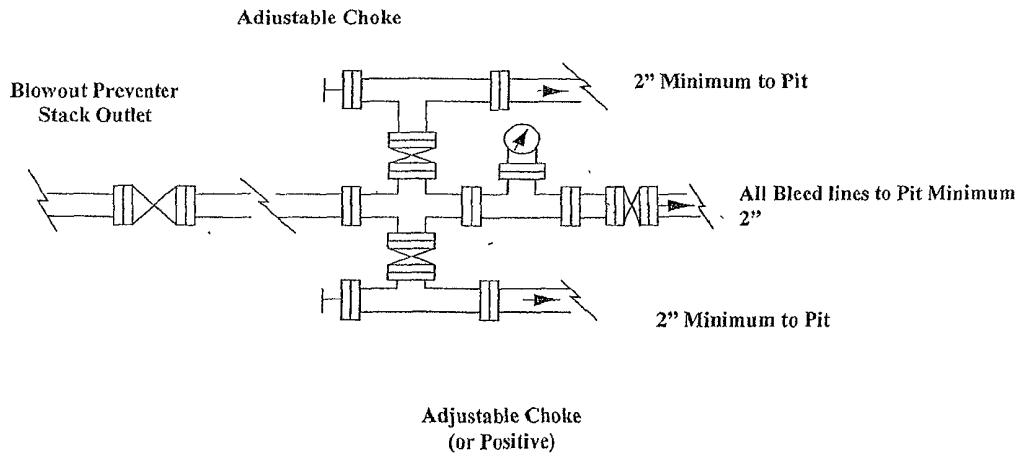 Adjustable Choke
2" Minimum to Pit
Blowout Preventer
Stack Outlet
All Bleed lines to Pit Minimum
2"
2" Minimum to Pit
Adjustable Choke
(or Positive)